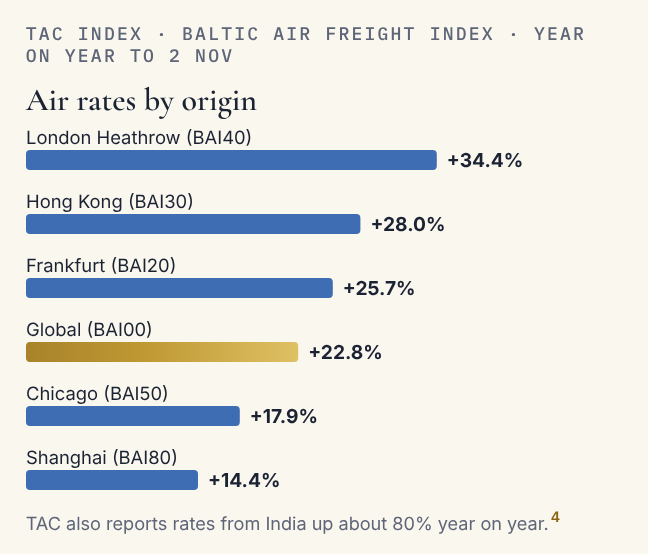 TAC INDEX · BALTIC AIR FREIGHT INDEX · YEAR
ON YEAR TO 2 NOV
Air rates by origin
London Heathrow (BAI40)
+34.4%
Hong Kong (BAI30)
+28.0%
Frankfurt (BAI20)
+25.7%
Global (BAI00)
+22.8%
Chicago (BAI50)
+17.9%
Shanghai (BAI80)
+14.4%
TAC also reports rates from India up about 80% year on year.4